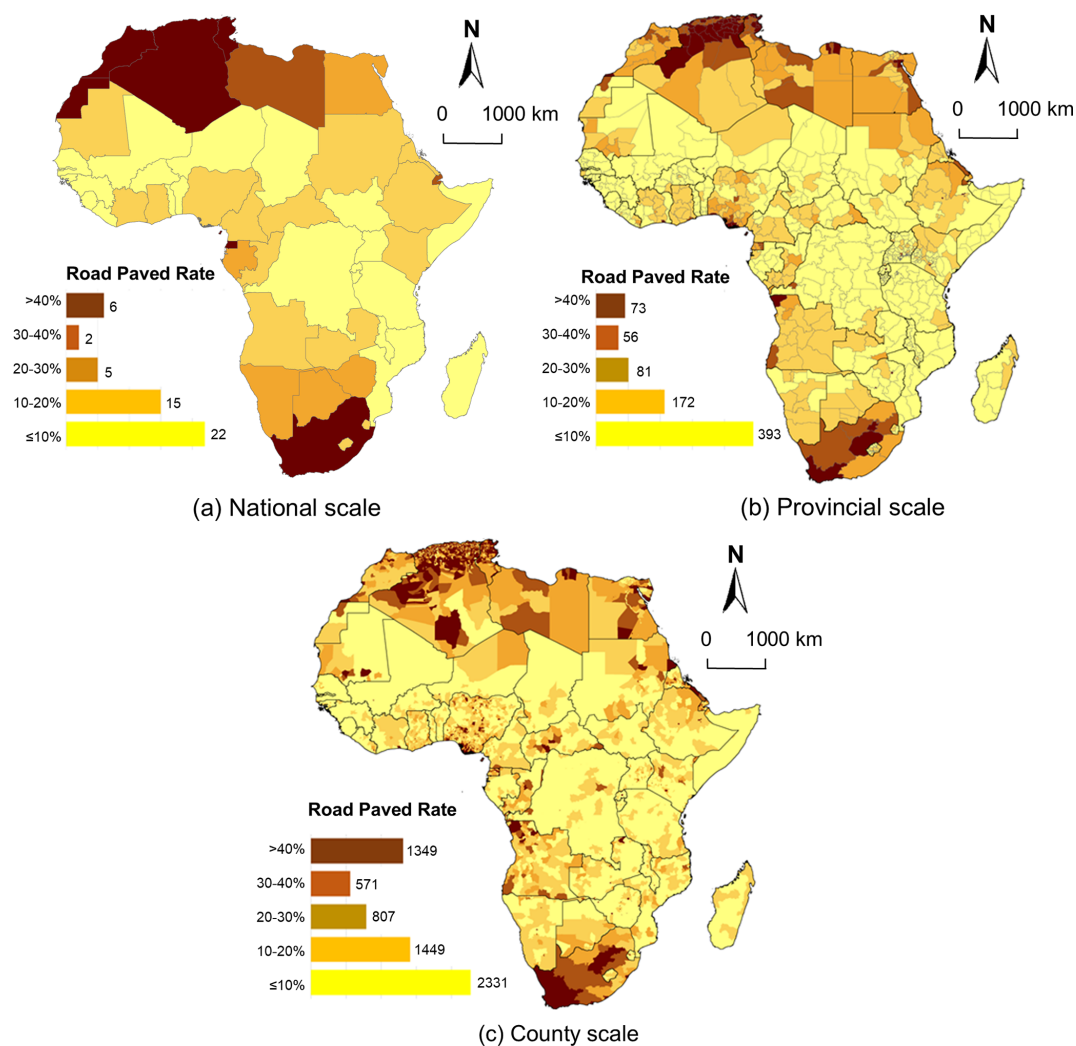 N
0 1000 km
Road Paved Rate
>40% 6
30-40% 2
20-30% 5
10-20% 15
≤10% 22
(a) National scale
N
0 1000 km
Road Paved Rate
>40% 73
30-40% 56
20-30% 81
10-20% 172
≤10% 393
(b) Provincial scale
N
0 1000 km
Road Paved Rate
>40% 1349
30-40% 571
20-30% 807
10-20% 1449
≤10% 2331
(c) County scale